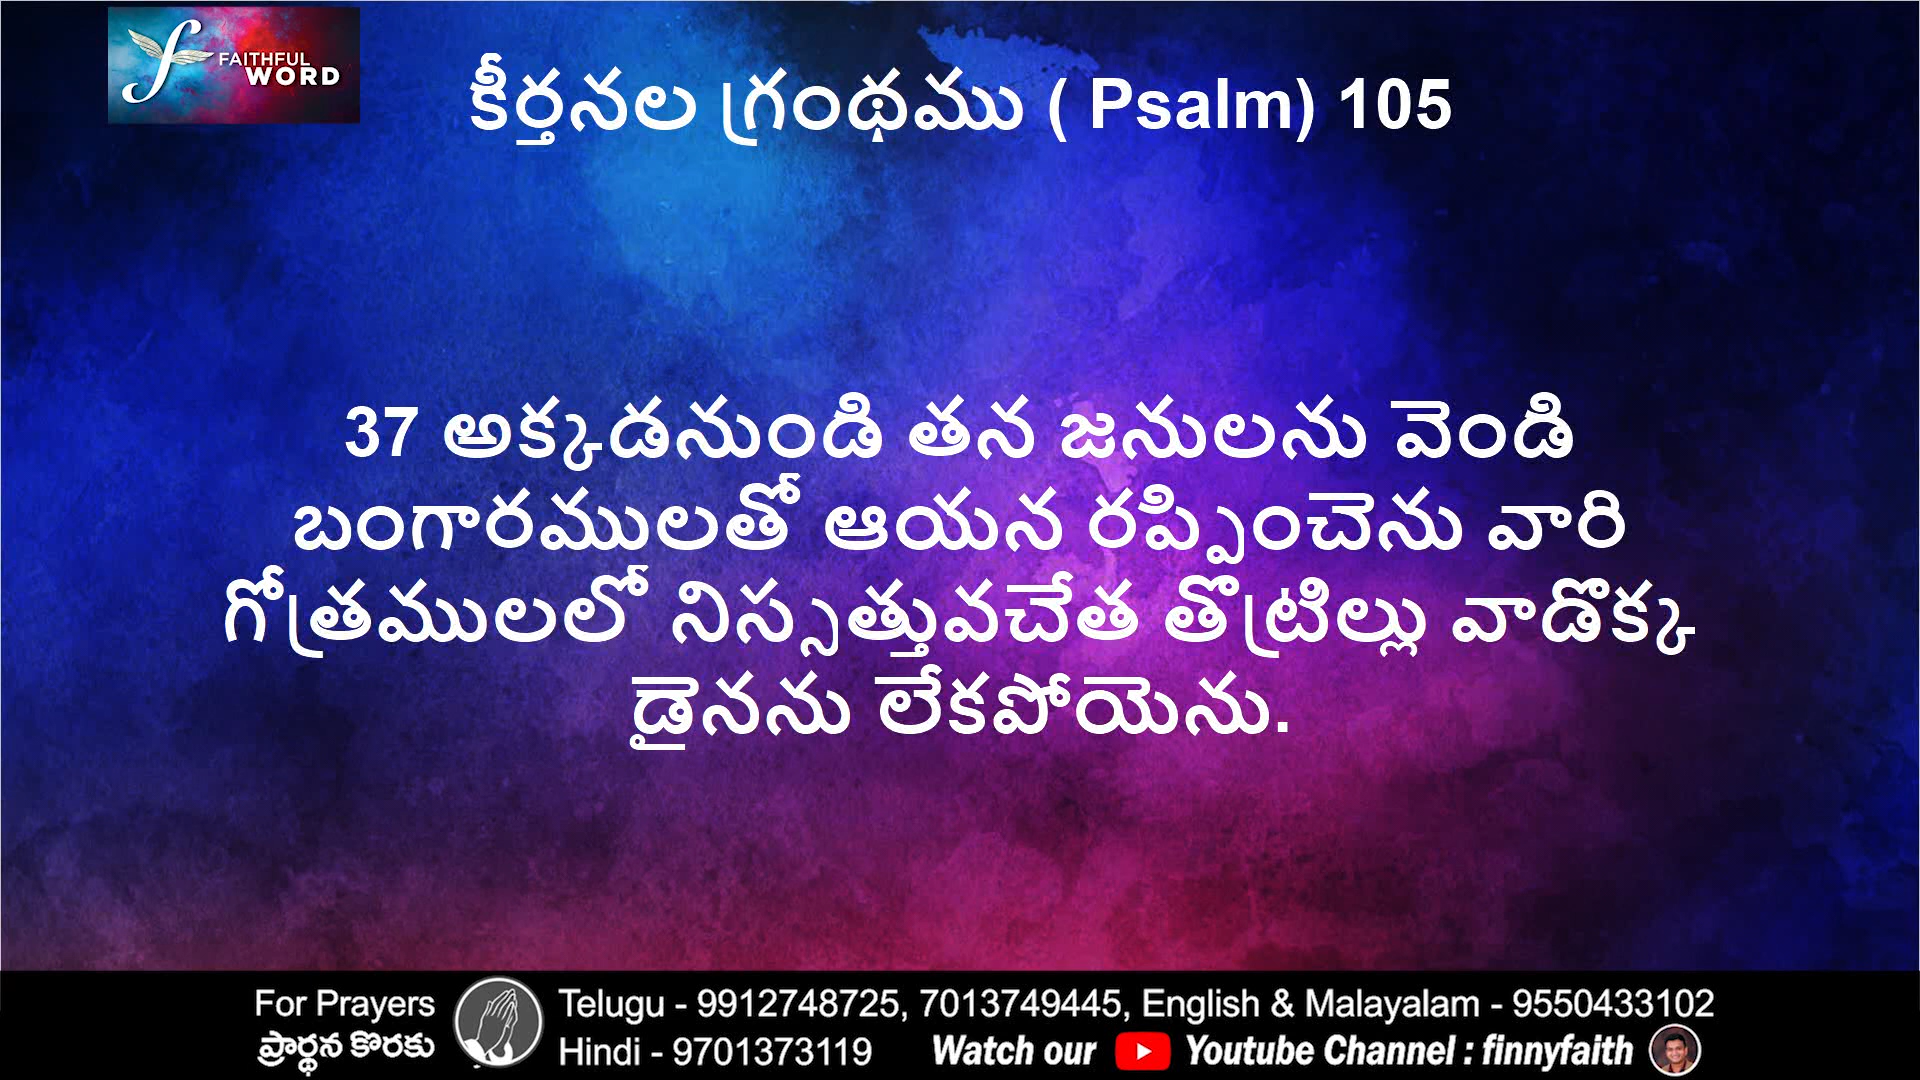 FAITHFUL
WORD
కీర్తనల గ్రంథము ( Psalm) 105
37 అక్కడనుండి తన జనులను వెండి
బంగారములతో ఆయన రప్పించెను వారి
గోత్రములలో నిస్సత్తువచేత తొట్రిల్లు వాడొక్క
డైనను లేకపోయెను.
For Prayers
ప్రార్థన కొరకు
Telugu - 9912748725, 7013749445, English & Malayalam - 9550433102
Hindi - 9701373119 Watch our Youtube Channel : finnyfaith